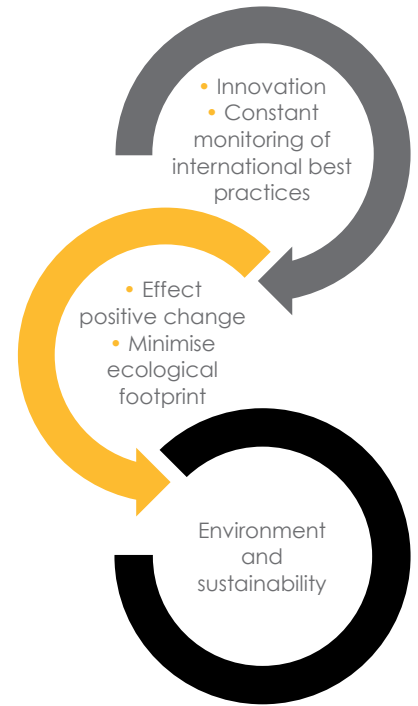 • Innovation
• Constant
monitoring of
international best
practices
• Effect
positive change
• Minimise
ecological
footprint
Environment
and
sustainability